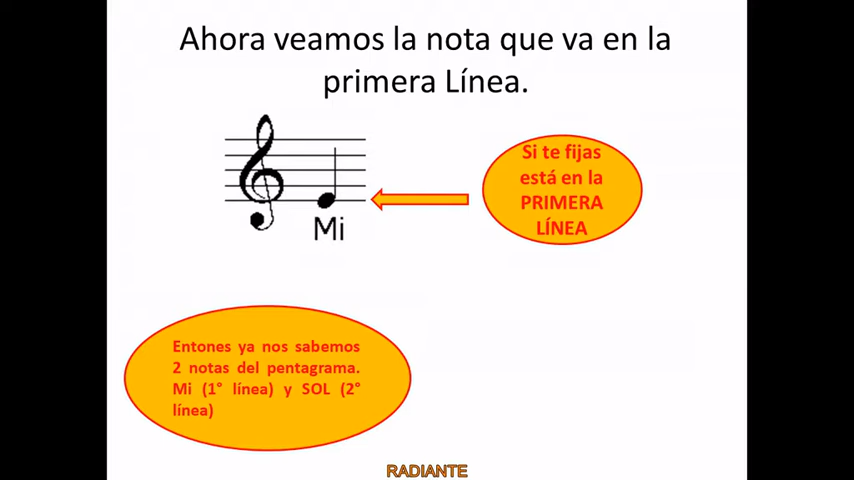 Ahora veamos la nota que va en la
primera Línea.
Si te fijas
está en la
PRIMERA
LÍNEA
Mi
Entones ya nos sabemos
2 notas del pentagrama.
Mi (1° línea) y SOL (2°
línea)
RADIANTE